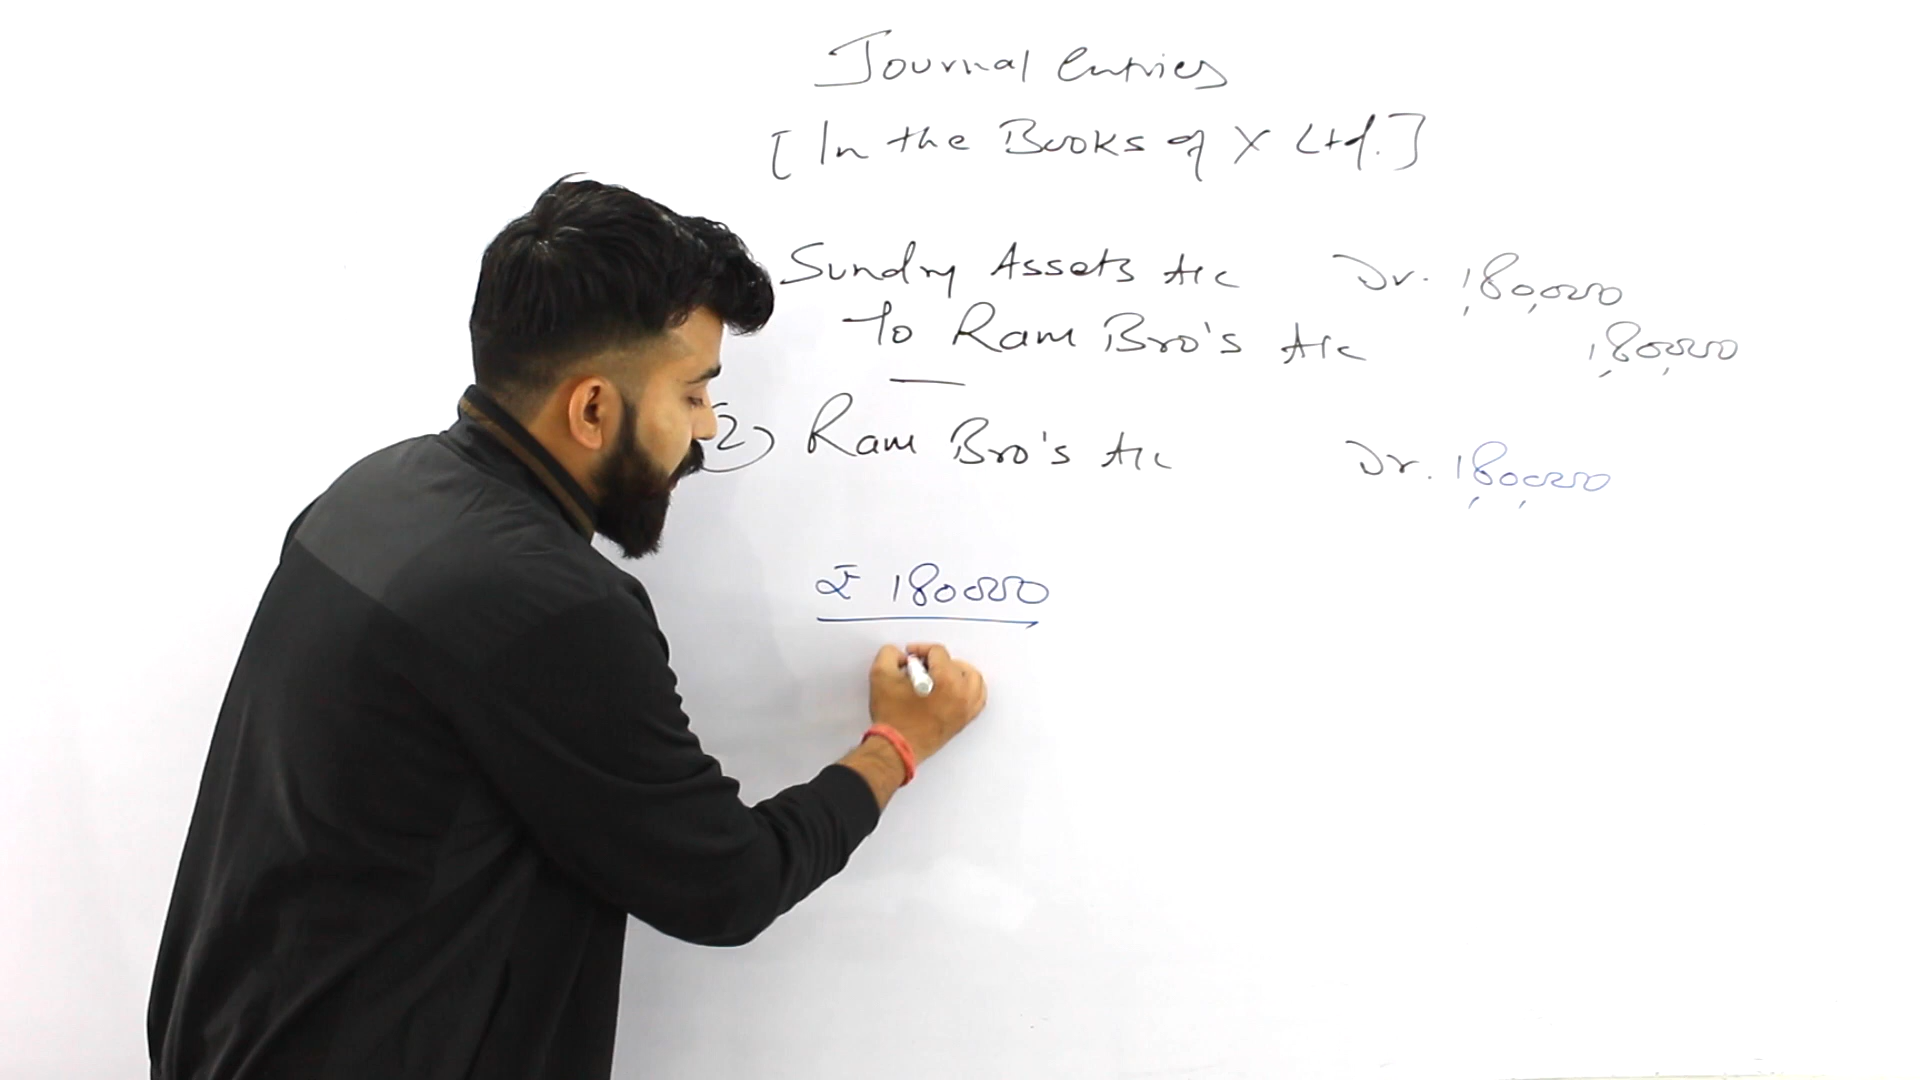 Journal Entries
[In the Books of X Ltd.]
Sundry Assets A/c Dr. 1,80,000
To Ram Bro's A/c 1,80,000
2) Ram Bro's A/c Dr. 1,80,000
₹ 180000